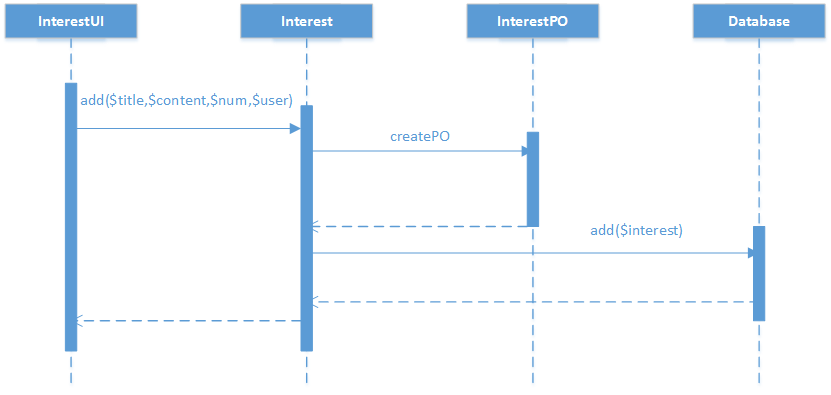 InterestUI
Interest
InterestPO
Database
add($title,$content,$num,$user)
createPO
add($interest)